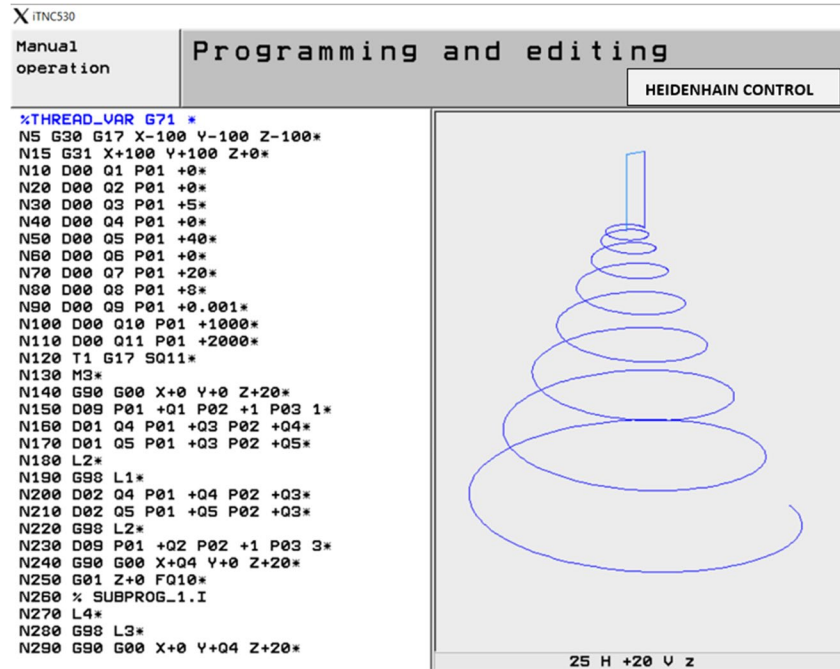 X iTNC530
Manual
operation
Programming and editing
HEIDENHAIN CONTROL
%THREAD_VAR G71 *
N5 G30 G17 X-100 Y-100 Z-100*
N15 G31 X+100 Y+100 Z+0*
N10 D00 Q1 P01 +0*
N20 D00 Q2 P01 +0*
N30 D00 Q3 P01 +5*
N40 D00 Q4 P01 +0*
N50 D00 Q5 P01 +40*
N60 D00 Q6 P01 +0*
N70 D00 Q7 P01 +20*
N80 D00 Q8 P01 +8*
N90 D00 Q9 P01 +0.001*
N100 D00 Q10 P01 +1000*
N110 D00 Q11 P01 +2000*
N120 T1 G17 SQ11*
N130 M3*
N140 G90 G00 X+0 Y+0 Z+20*
N150 D09 P01 +Q1 P02 +1 P03 1*
N160 D01 Q4 P01 +Q3 P02 +Q4*
N170 D01 Q5 P01 +Q3 P02 +Q5*
N180 L2*
N190 G98 L1*
N200 D02 Q4 P01 +Q4 P02 +Q3*
N210 D02 Q5 P01 +Q5 P02 +Q3*
N220 G98 L2*
N230 D09 P01 +Q2 P02 +1 P03 3*
N240 G90 G00 X+Q4 Y+0 Z+20*
N250 G01 Z+0 FQ10*
N260 % SUBPROG_1.I
N270 L4*
N280 G98 L3*
N290 G90 G00 X+0 Y+Q4 Z+20*
25 H +20 V z